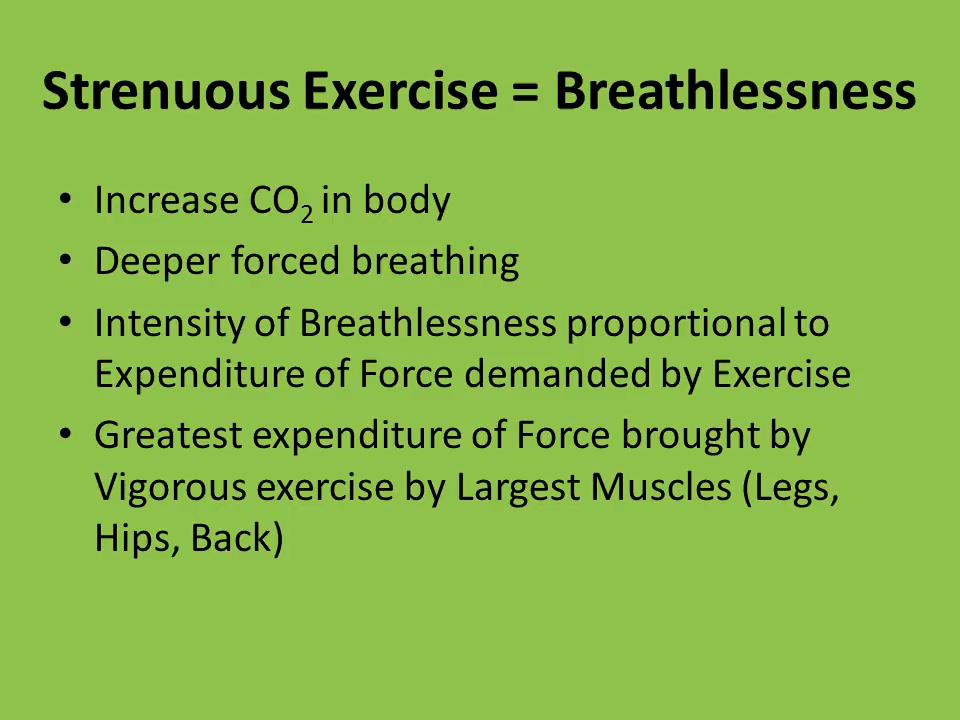 Strenuous Exercise = Breathlessness
• Increase CO₂ in body
• Deeper forced breathing
• Intensity of Breathlessness proportional to
Expenditure of Force demanded by Exercise
• Greatest expenditure of Force brought by
Vigorous exercise by Largest Muscles (Legs,
Hips, Back)